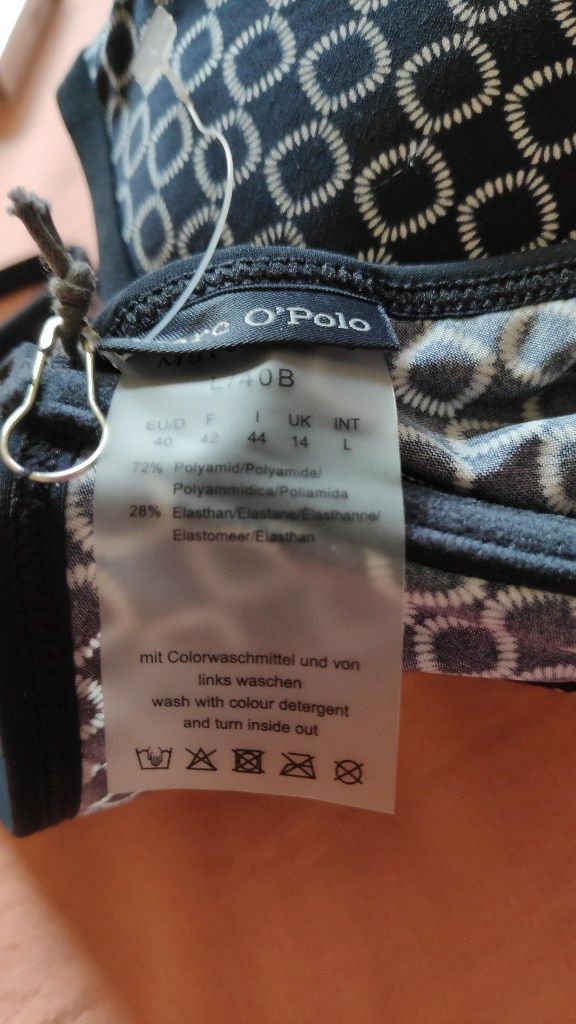 arc O'Polo
L/40B
EU/D F I UK INT
40 42 44 14 L
72% Polyamid/Polyamide/
Polyammidica/Poliamida
28% Elasthan/Elastane/Elasthanne/
Elastomeer/Elasthan
mit Colorwaschmittel und von
links waschen
wash with colour detergent
and turn inside out